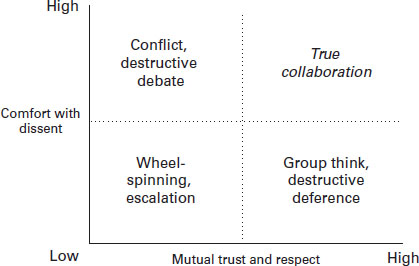 High
Conflict,
destructive
debate
True
collaboration
Comfort with
dissent
Wheel-
spinning,
escalation
Group think,
destructive
deference
Low
Mutual trust and respect
High